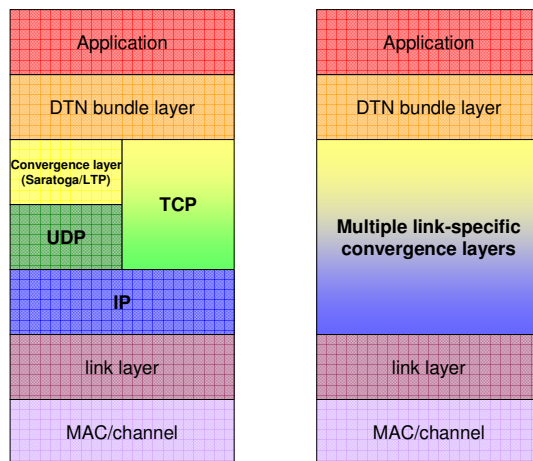 Application
DTN bundle layer
Convergence layer
(Saratoga/LTP)
TCP
UDP
IP
link layer
MAC/channel
Application
DTN bundle layer
Multiple link-specific
convergence layers
link layer
MAC/channel